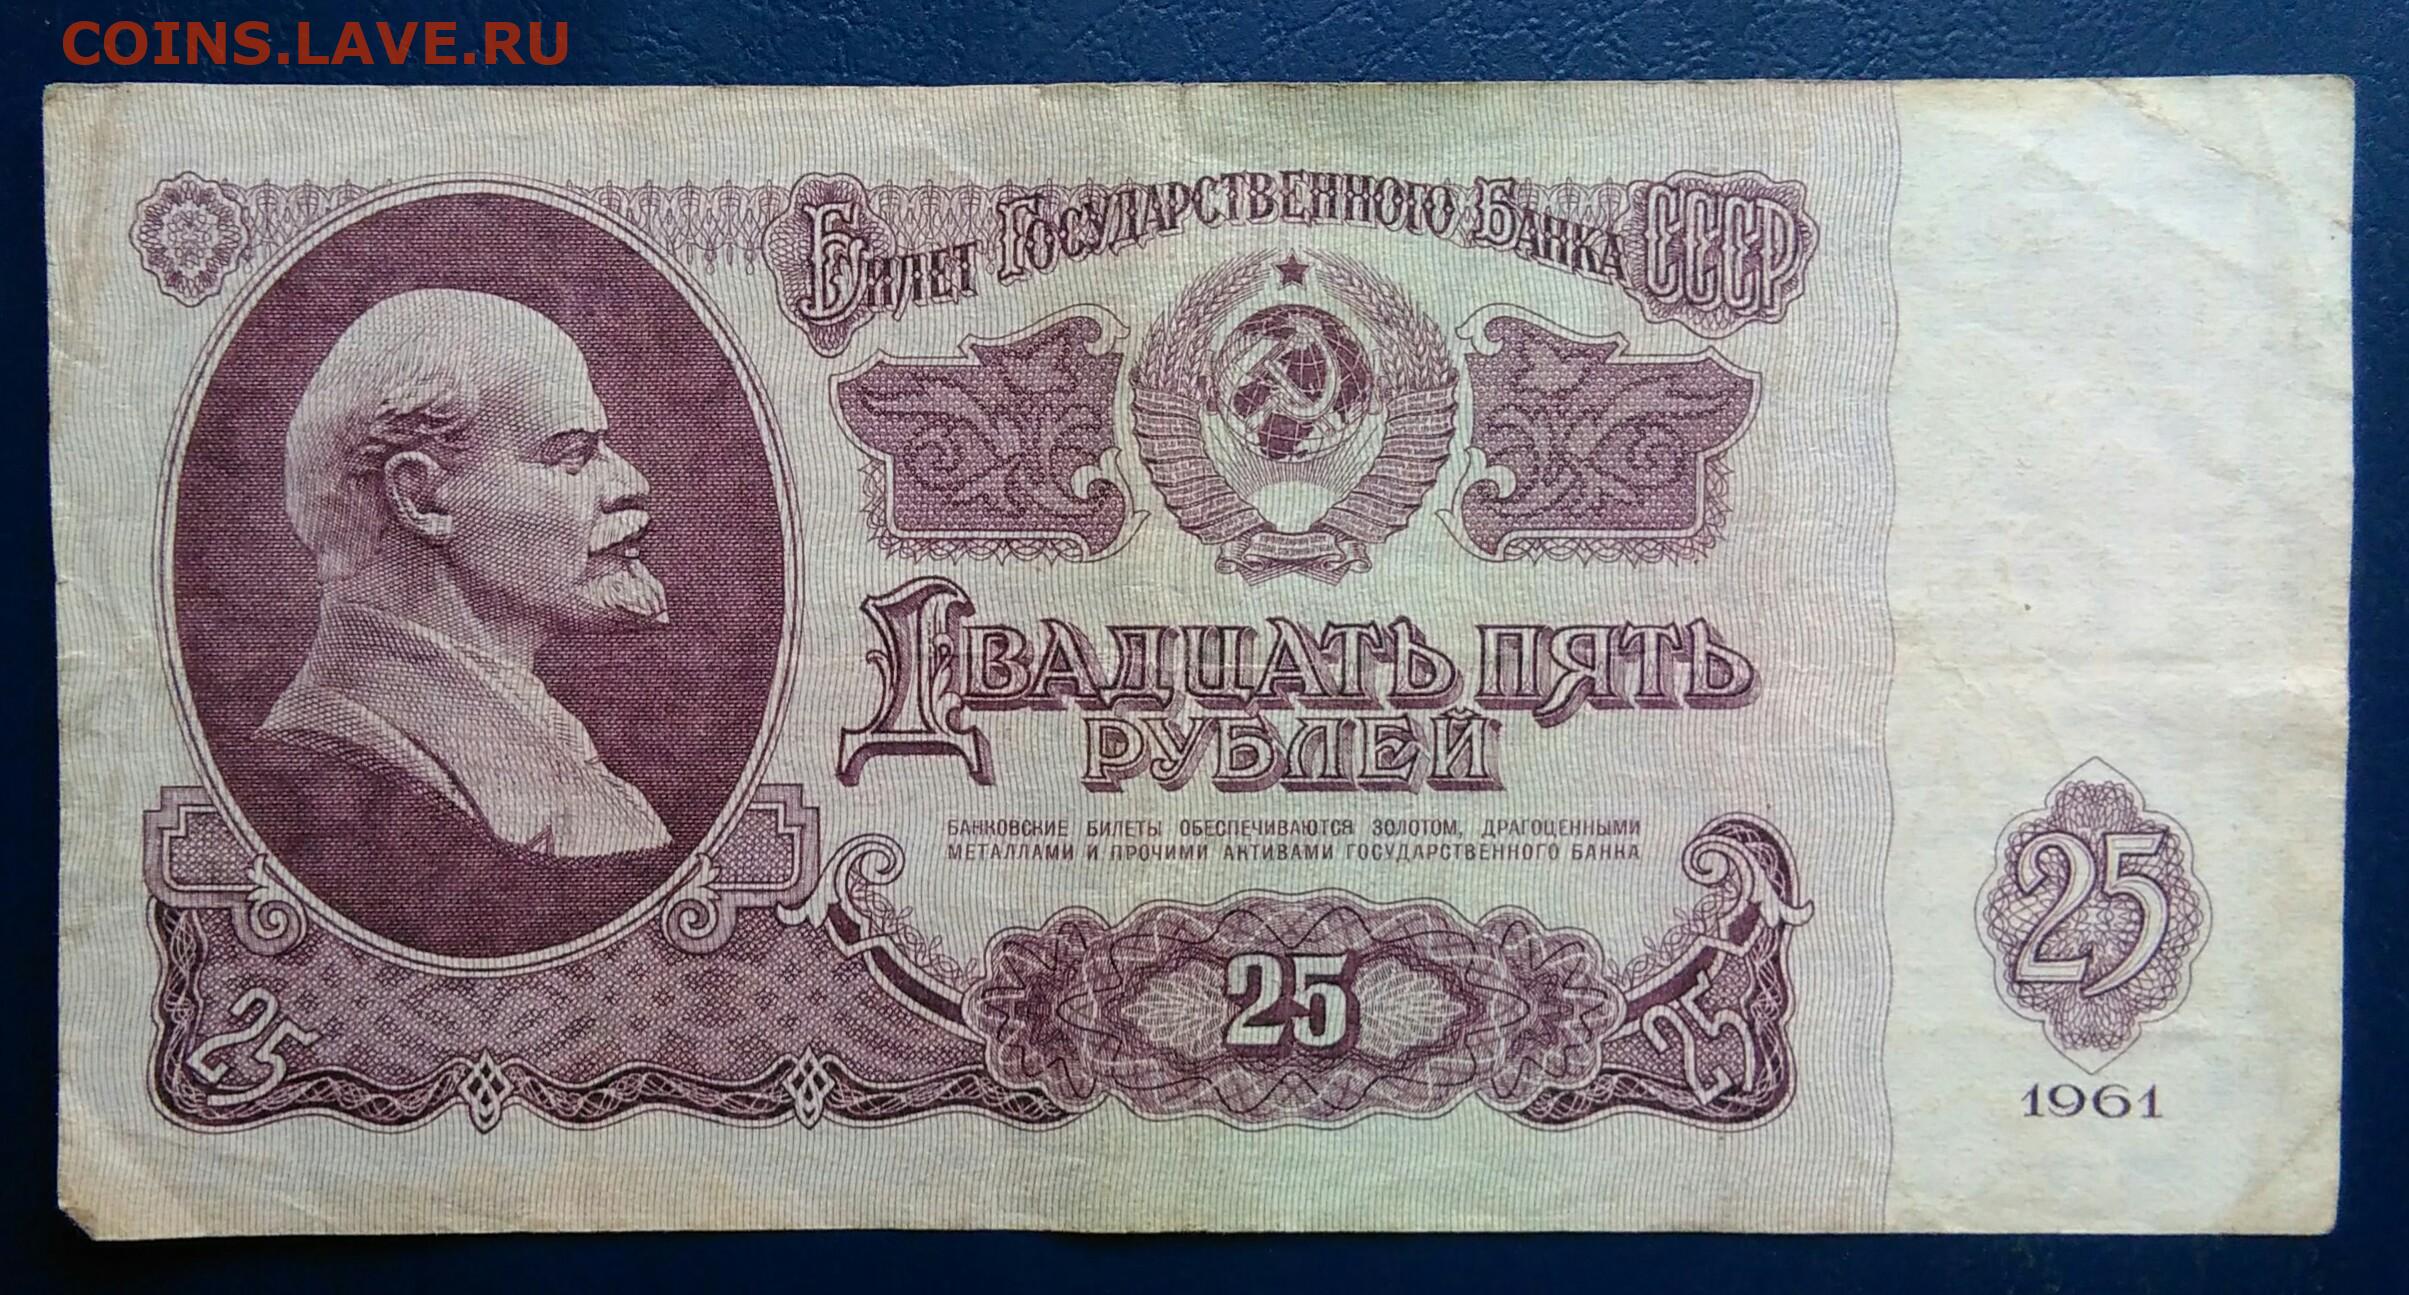 COINS.LAVE.RU
Билет Государственного Банка СССР
Двадцать пять
рублей
БАНКОВСКИЕ БИЛЕТЫ ОБЕСПЕЧИВАЮТСЯ ЗОЛОТОМ, ДРАГОЦЕННЫМИ
МЕТАЛЛАМИ И ПРОЧИМИ АКТИВАМИ ГОСУДАРСТВЕННОГО БАНКА
25
25
25
25
1961